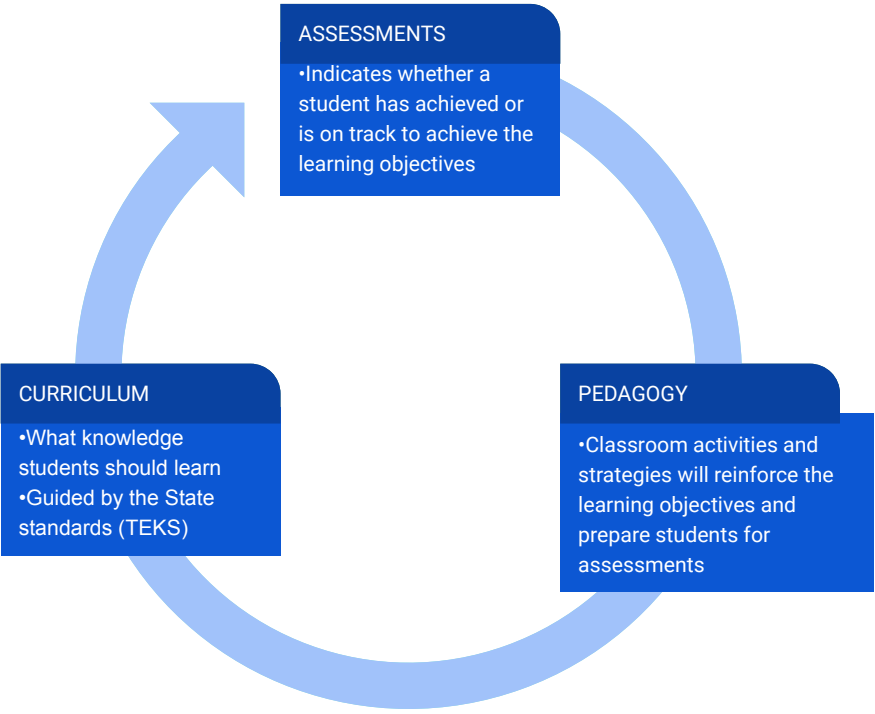 ASSESSMENTS
•Indicates whether a
student has achieved or
is on track to achieve the
learning objectives
CURRICULUM
•What knowledge
students should learn
•Guided by the State
standards (TEKS)
PEDAGOGY
•Classroom activities and
strategies will reinforce the
learning objectives and
prepare students for
assessments